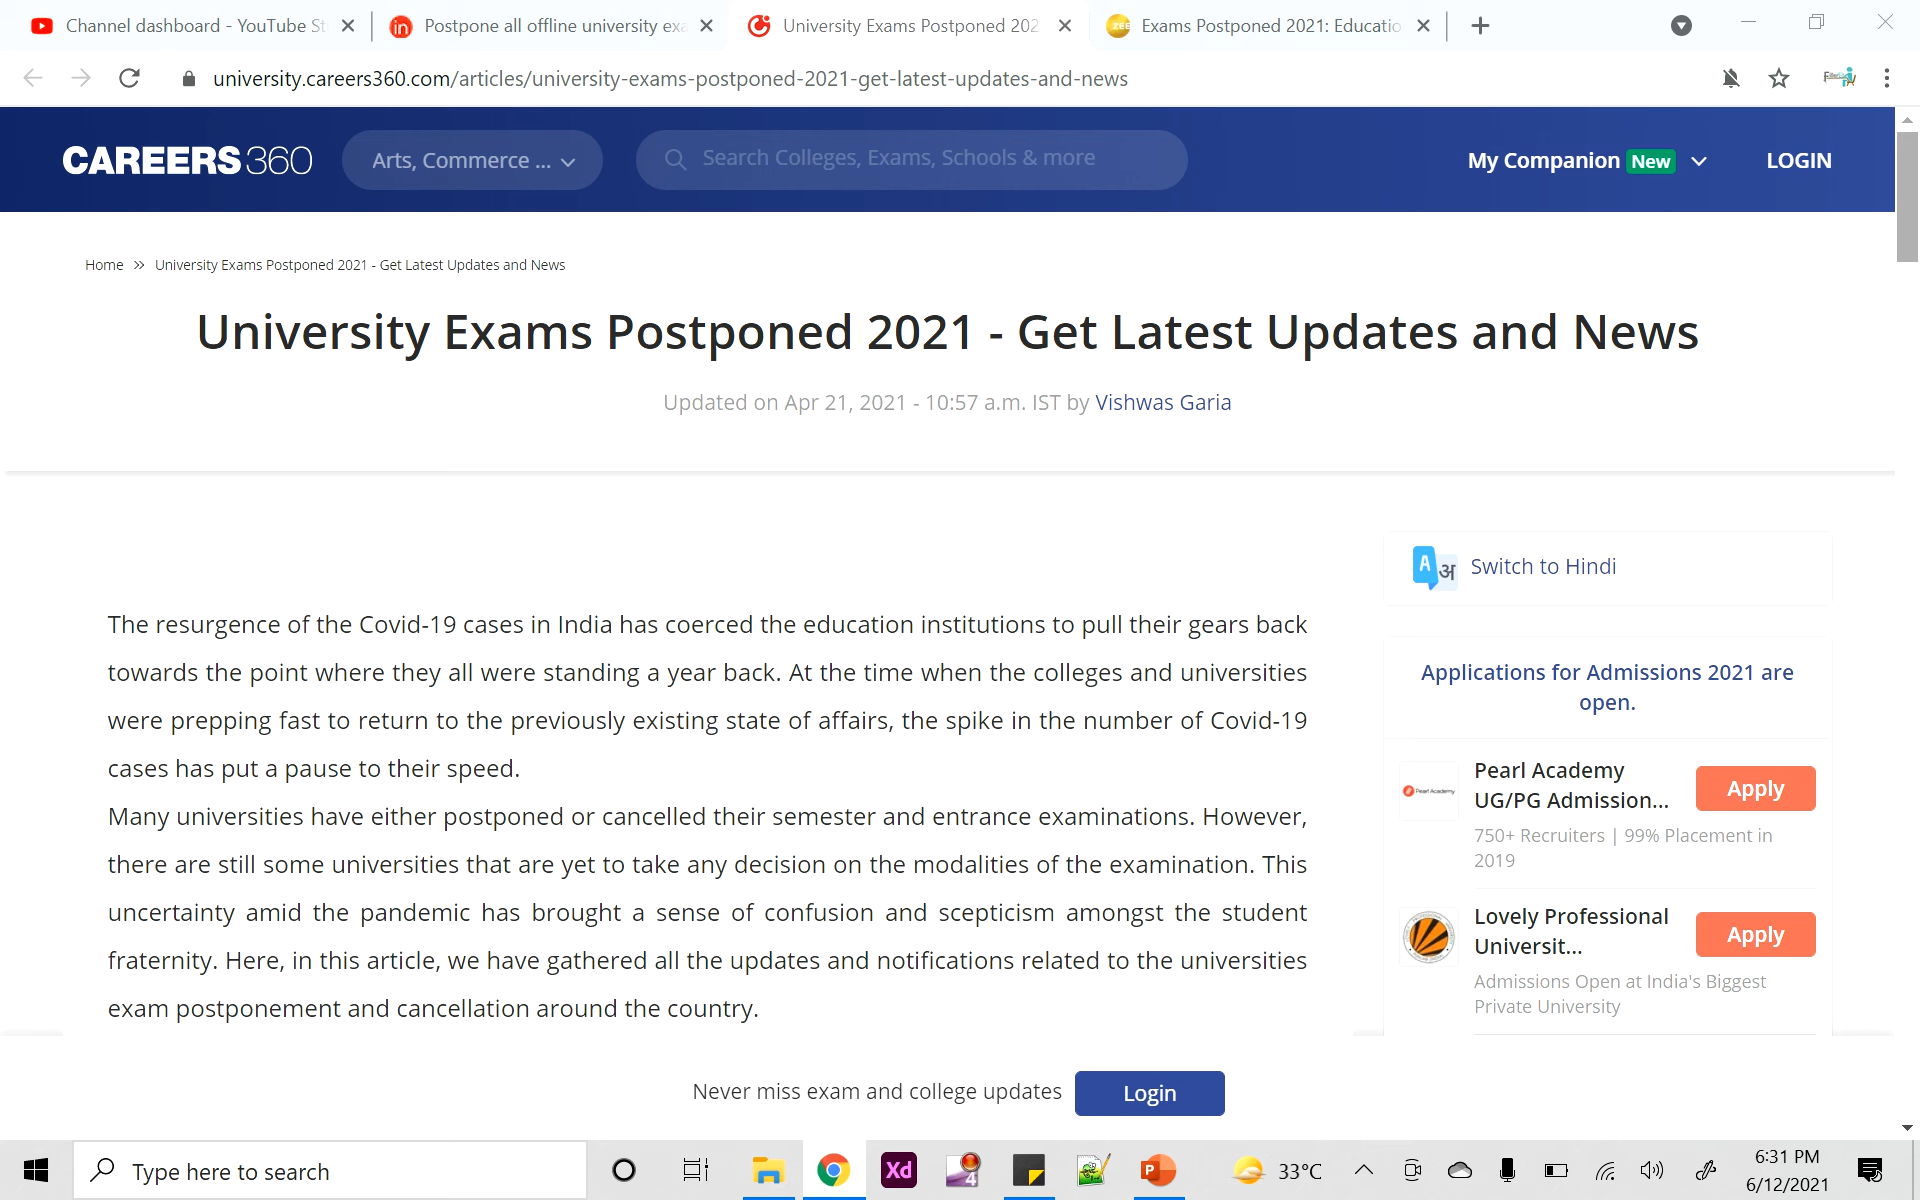 Channel dashboard - YouTube St
Postpone all offline university exa
University Exams Postponed 202
Exams Postponed 2021: Educatio
university.careers360.com/articles/university-exams-postponed-2021-get-latest-updates-and-news
CAREERS360
Arts, Commerce ...
Search Colleges, Exams, Schools & more
My Companion New
LOGIN
Home » University Exams Postponed 2021 - Get Latest Updates and News
University Exams Postponed 2021 - Get Latest Updates and News
Updated on Apr 21, 2021 - 10:57 a.m. IST by Vishwas Garia
The resurgence of the Covid-19 cases in India has coerced the education institutions to pull their gears back
towards the point where they all were standing a year back. At the time when the colleges and universities
were prepping fast to return to the previously existing state of affairs, the spike in the number of Covid-19
cases has put a pause to their speed.
Many universities have either postponed or cancelled their semester and entrance examinations. However,
there are still some universities that are yet to take any decision on the modalities of the examination. This
uncertainty amid the pandemic has brought a sense of confusion and scepticism amongst the student
fraternity. Here, in this article, we have gathered all the updates and notifications related to the universities
exam postponement and cancellation around the country.
A अ Switch to Hindi
Applications for Admissions 2021 are
open.
Pearl Academy
Pearl Academy
UG/PG Admission...
Apply
750+ Recruiters | 99% Placement in
2019
Lovely Professional
Universit...
Apply
Admissions Open at India's Biggest
Private University
Never miss exam and college updates
Login
Type here to search
Xd
4
P
33°C
6:31 PM
6/12/2021